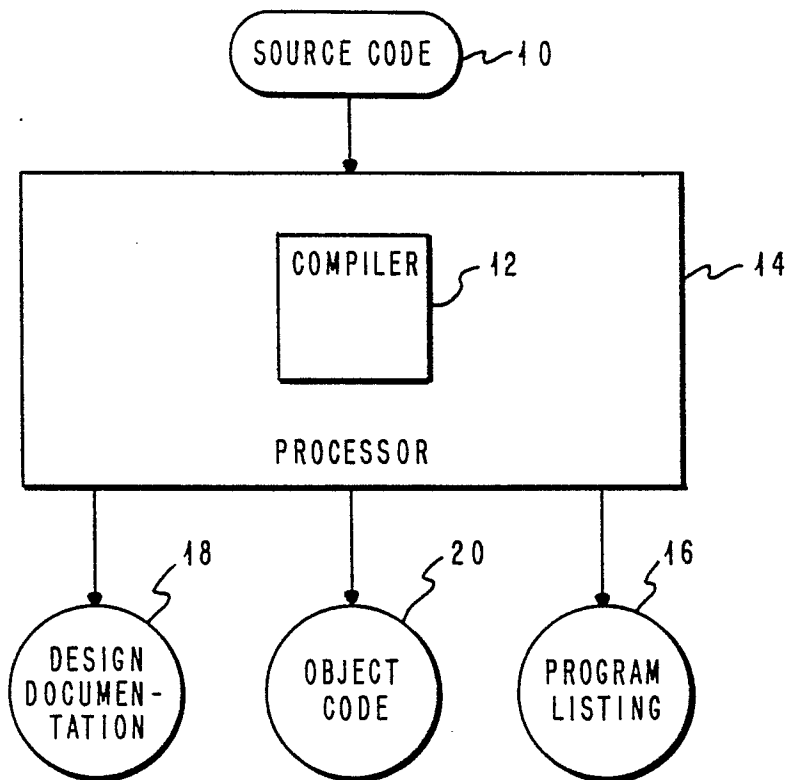 SOURCE CODE
10
COMPILER
12
14
PROCESSOR
18
20
16
DESIGN
DOCUMEN-
TATION
OBJECT
CODE
PROGRAM
LISTING